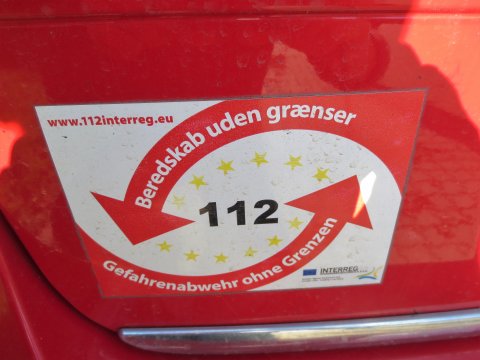 www.112interreg.eu
Beredskab uden grænser
112
Gefahrenabwehr ohne Grenzen
INTERREG